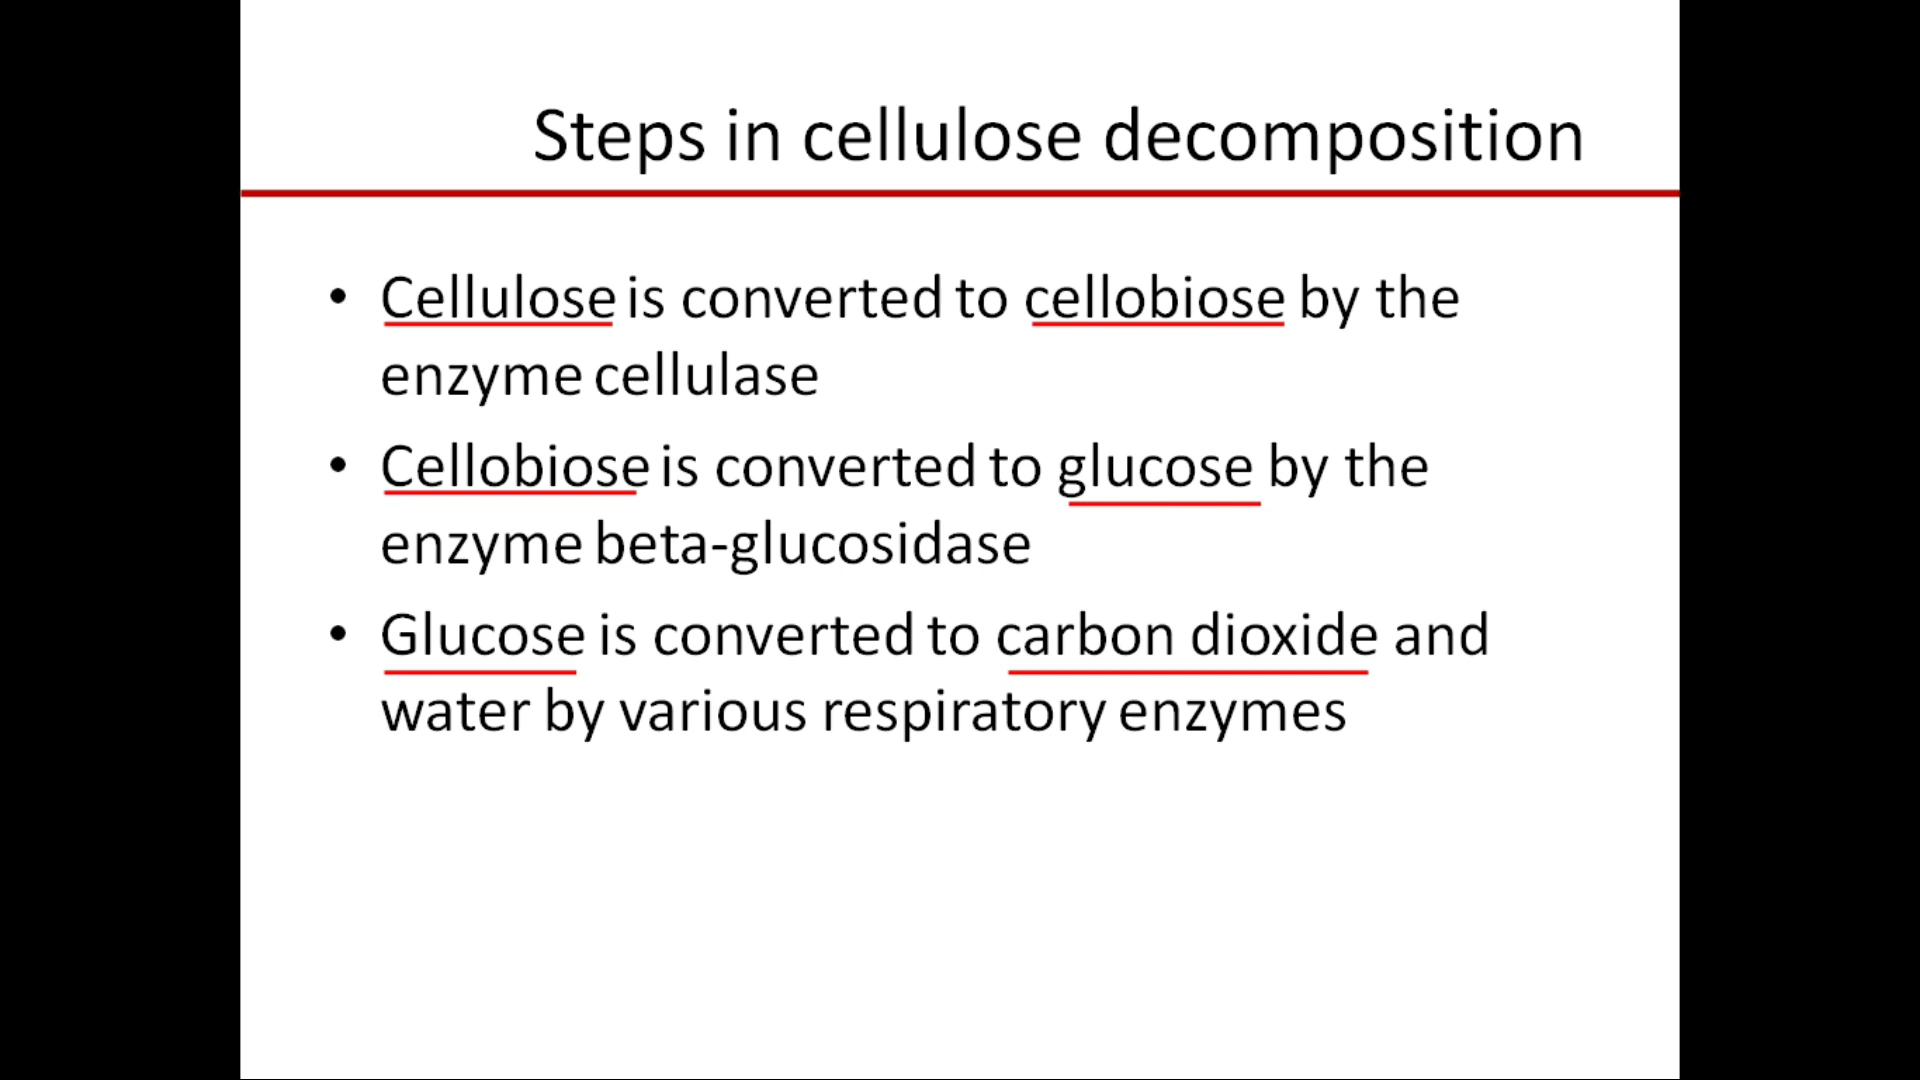 Steps in cellulose decomposition
• Cellulose is converted to cellobiose by the
enzyme cellulase
• Cellobiose is converted to glucose by the
enzyme beta-glucosidase
• Glucose is converted to carbon dioxide and
water by various respiratory enzymes